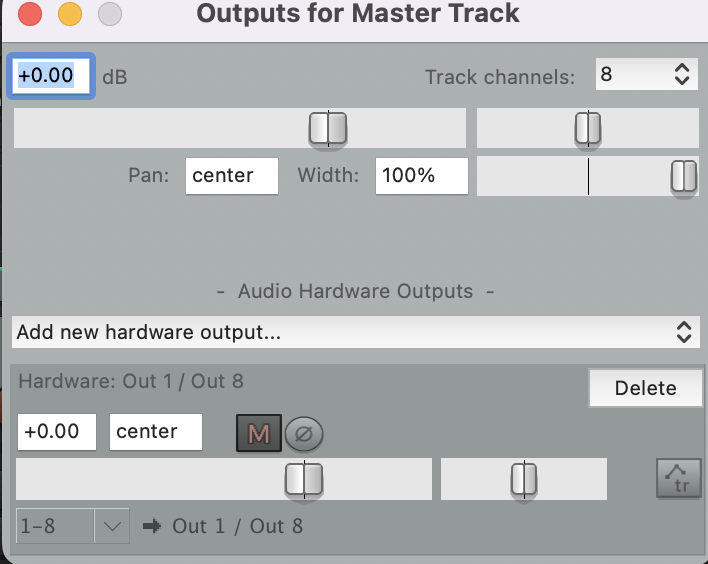 Outputs for Master Track
+0.00 dB Track channels: 8
Pan: center Width: 100%
- Audio Hardware Outputs -
Add new hardware output...
Hardware: Out 1 / Out 8 Delete
+0.00 center M Ø
tr
1-8 → Out 1 / Out 8